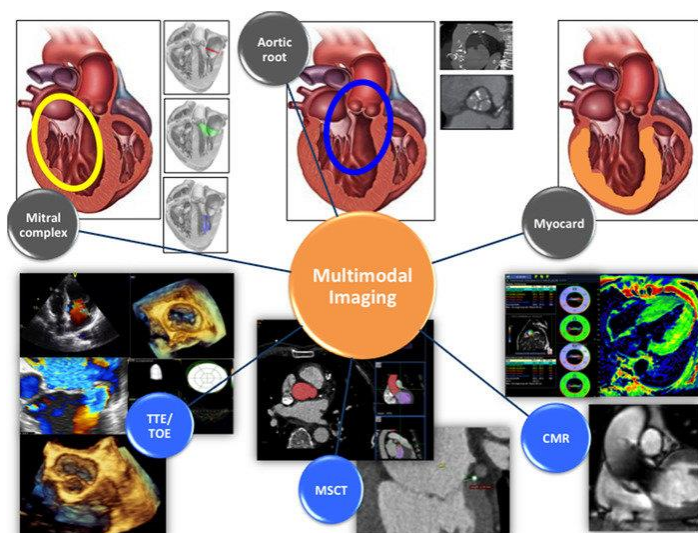 Aortic
root
Mitral
complex
Myocard
Multimodal
Imaging
TTE/
TOE
MSCT
CMR